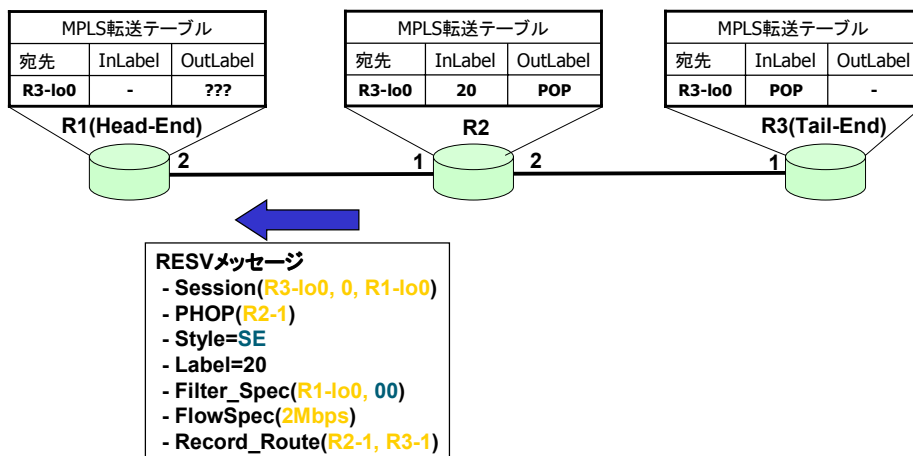 MPLS転送テーブル
宛先 InLabel OutLabel
R3-lo0 - ???
MPLS転送テーブル
宛先 InLabel OutLabel
R3-lo0 20 POP
MPLS転送テーブル
宛先 InLabel OutLabel
R3-lo0 POP -
R1(Head-End)
R2
R3(Tail-End)
2
1
2
1
RESVメッセージ
- Session(R3-lo0, 0, R1-lo0)
- PHOP(R2-1)
- Style=SE
- Label=20
- Filter_Spec(R1-lo0, 00)
- FlowSpec(2Mbps)
- Record_Route(R2-1, R3-1)